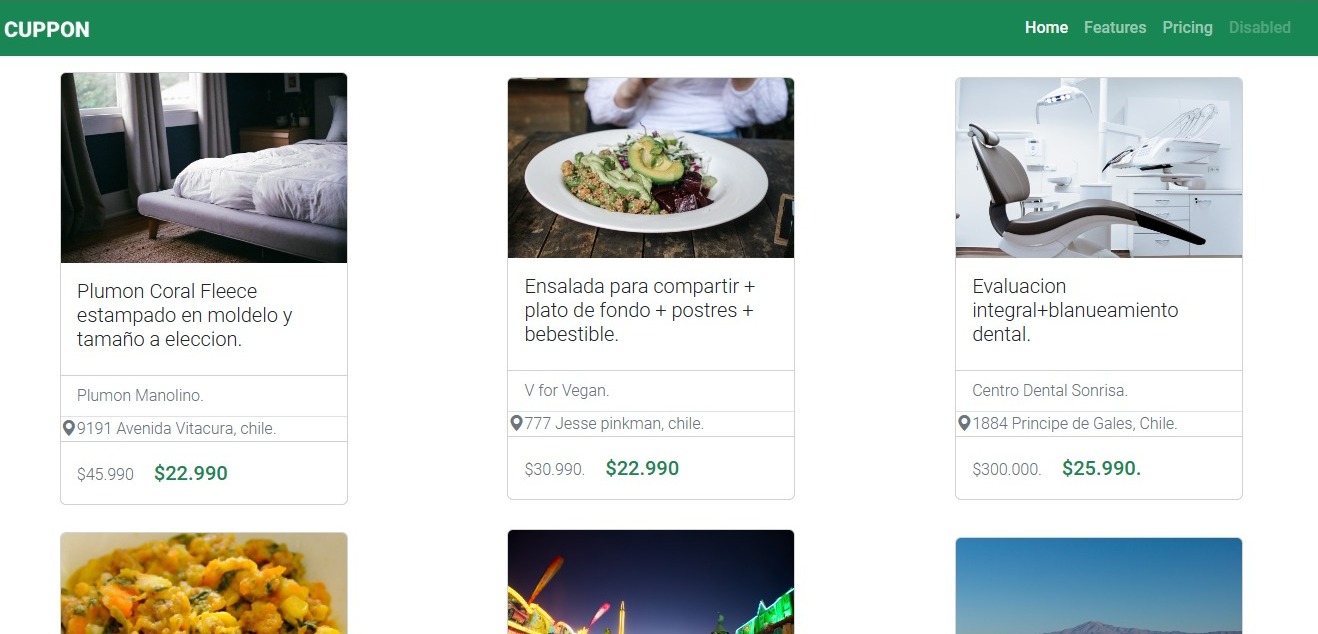 CUPPON
Home Features Pricing Disabled
Plumon Coral Fleece
estampado en moldelo y
tamaño a eleccion.
Plumon Manolino.
9191 Avenida Vitacura, chile.
$45.990 $22.990
Ensalada para compartir +
plato de fondo + postres +
bebestible.
V for Vegan.
777 Jesse pinkman, chile.
$30.990. $22.990
Evaluacion
integral+blanueamiento
dental.
Centro Dental Sonrisa.
1884 Principe de Gales, Chile.
$300.000. $25.990.